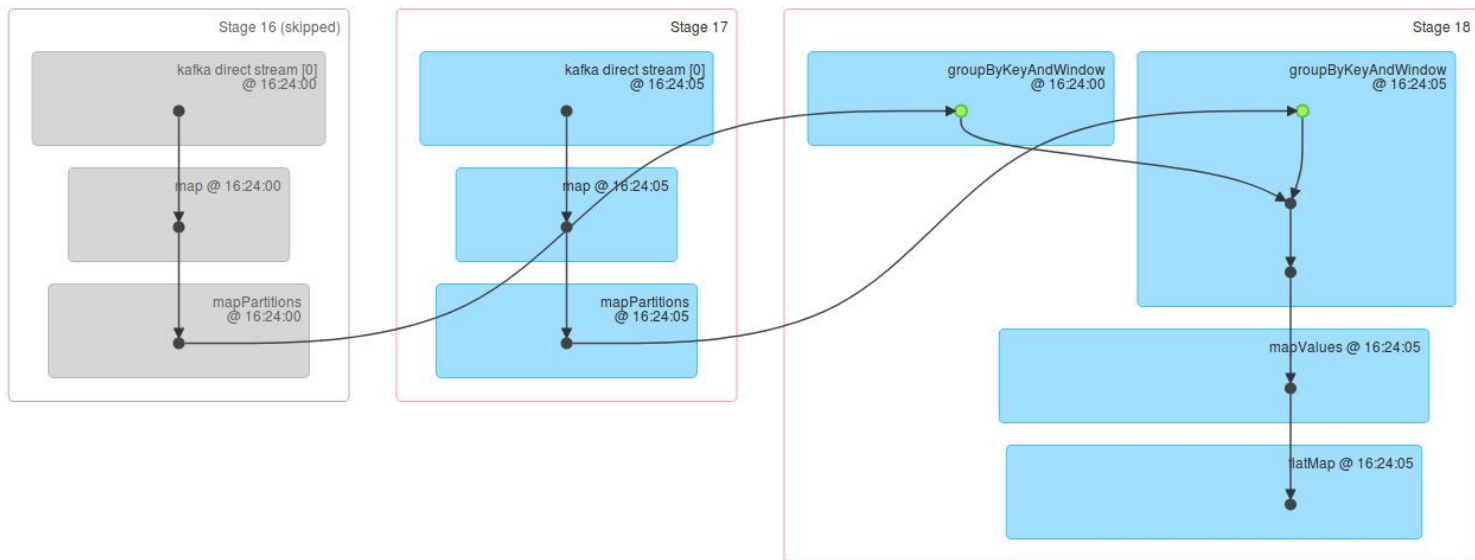 Stage 16 (skipped)
kafka direct stream [0]
@ 16:24:00
map @ 16:24:00
mapPartitions
@ 16:24:00
Stage 17
kafka direct stream [0]
@ 16:24:05
map @ 16:24:05
mapPartitions
@ 16:24:05
Stage 18
groupByKeyAndWindow
@ 16:24:00
groupByKeyAndWindow
@ 16:24:05
mapValues @ 16:24:05
flatMap @ 16:24:05